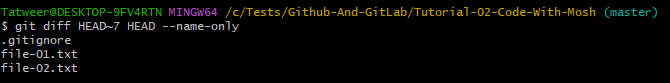 Tatweer@DESKTOP-9FV4RTN MINGW64 /c/Tests/Github-And-GitLab/Tutorial-02-Code-With-Mosh (master)
$ git diff HEAD~7 HEAD --name-only
.gitignore
file-01.txt
file-02.txt